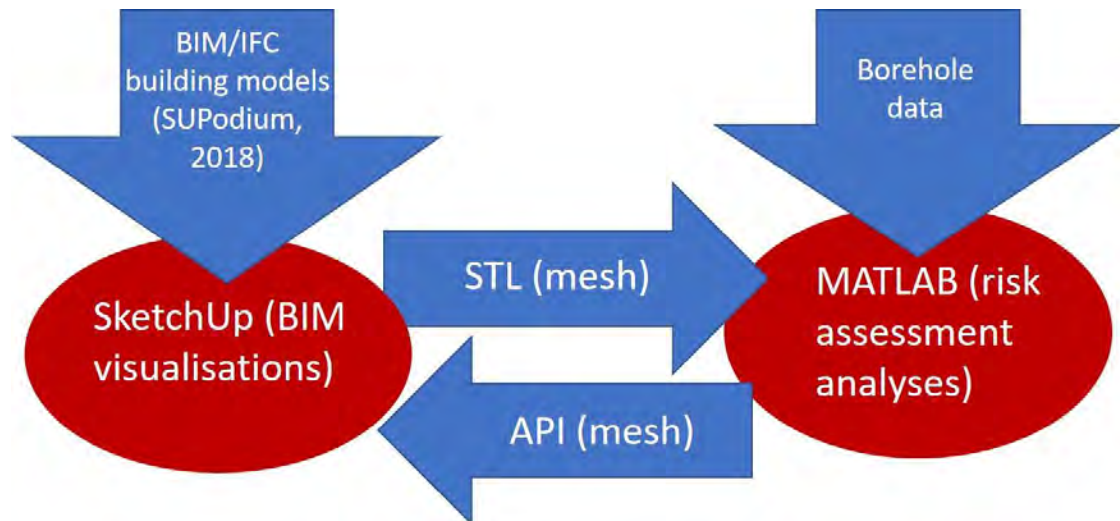 BIM/IFC
building models
(SUPodium,
2018)
Borehole
data
STL (mesh)
SketchUp (BIM
visualisations)
MATLAB (risk
assessment
analyses)
API (mesh)